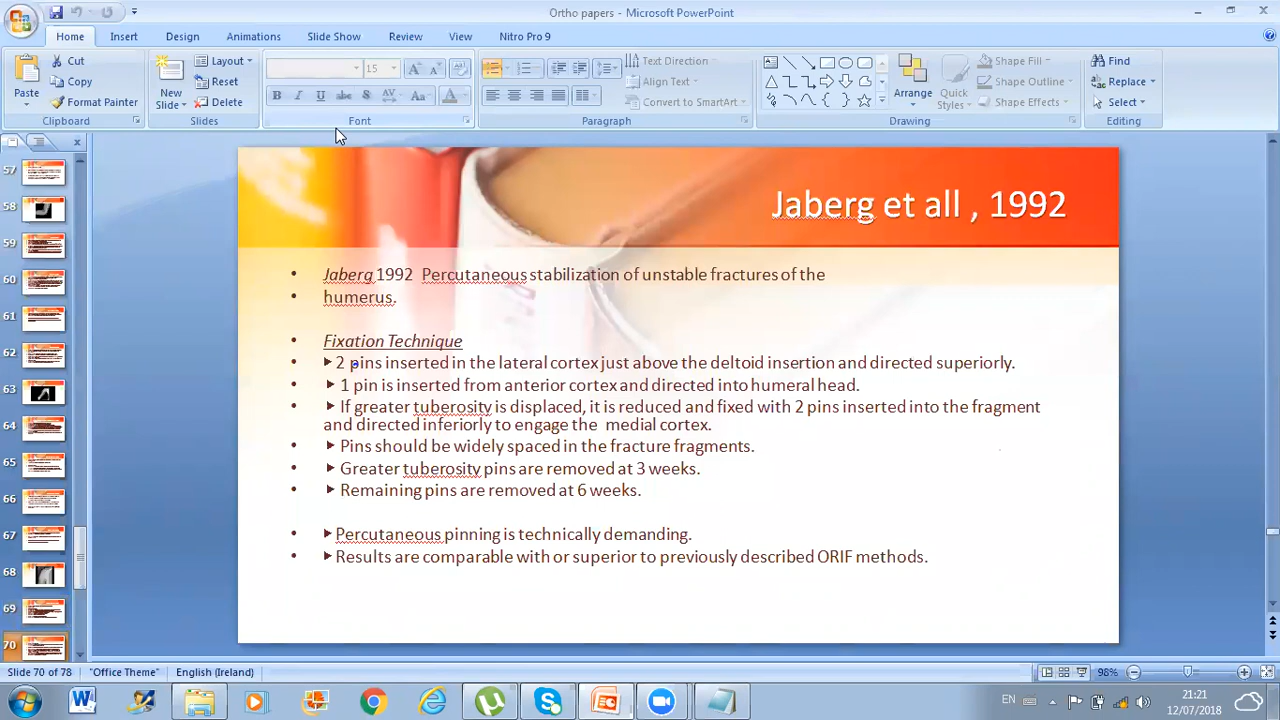 Ortho papers - Microsoft PowerPoint
Home Insert Design Animations Slide Show Review View Nitro Pro 9
Paste
Cut
Copy
Format Painter
Clipboard
New
Slide
Layout
Reset
Delete
Slides
15
Font
Paragraph
Text Direction
Align Text
Convert to SmartArt
Arrange
Quick
Styles
Shape Fill
Shape Outline
Shape Effects
Drawing
Find
Replace
Select
Editing
57
58
59
60
61
62
63
64
65
66
67
68
69
70
Jaberg et all , 1992
• Jaberg 1992 Percutaneous stabilization of unstable fractures of the
• humerus.
• Fixation Technique
• ‣ 2 pins inserted in the lateral cortex just above the deltoid insertion and directed superiorly.
• ‣ 1 pin is inserted from anterior cortex and directed into humeral head.
• ‣ If greater tuberosity is displaced, it is reduced and fixed with 2 pins inserted into the fragment
and directed inferiorly to engage the medial cortex.
• ‣ Pins should be widely spaced in the fracture fragments.
• ‣ Greater tuberosity pins are removed at 3 weeks.
• ‣ Remaining pins are removed at 6 weeks.
• ‣ Percutaneous pinning is technically demanding.
• ‣ Results are comparable with or superior to previously described ORIF methods.
Slide 70 of 78 "Office Theme" English (Ireland) 98%
EN 21:21
12/07/2018